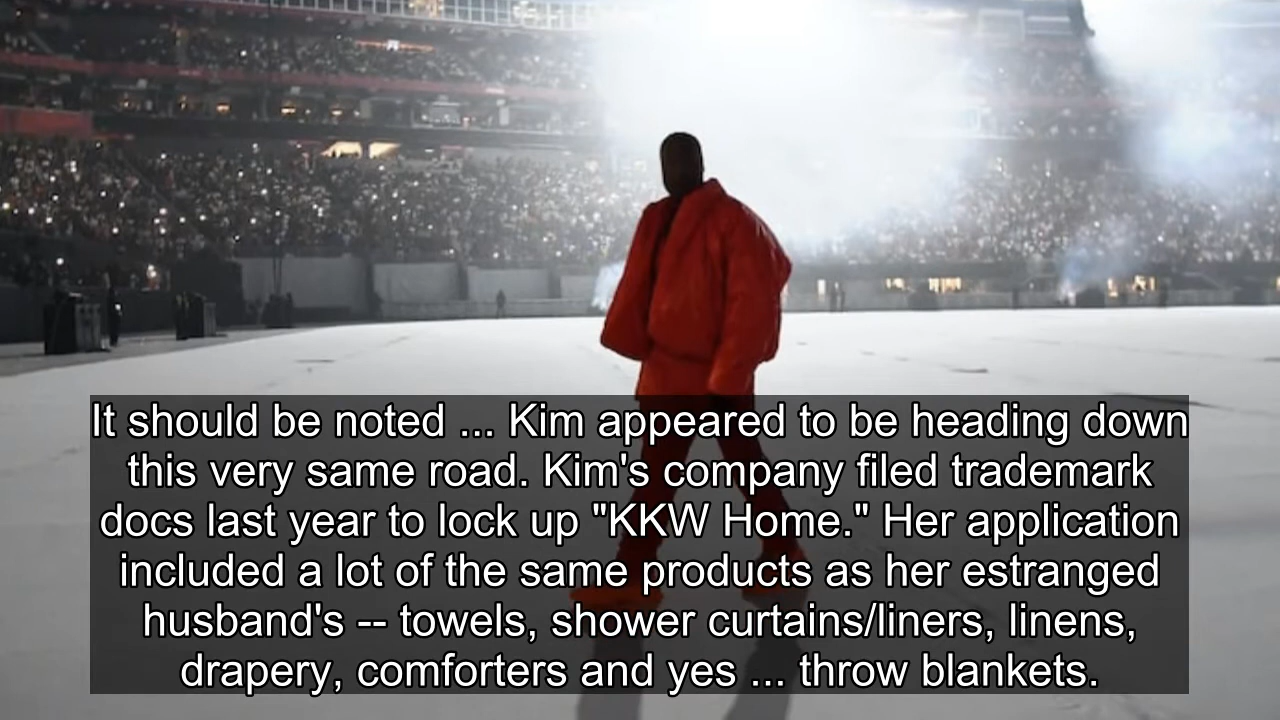 It should be noted ... Kim appeared to be heading down
this very same road. Kim's company filed trademark
docs last year to lock up "KKW Home." Her application
included a lot of the same products as her estranged
husband's -- towels, shower curtains/liners, linens,
drapery, comforters and yes ... throw blankets.